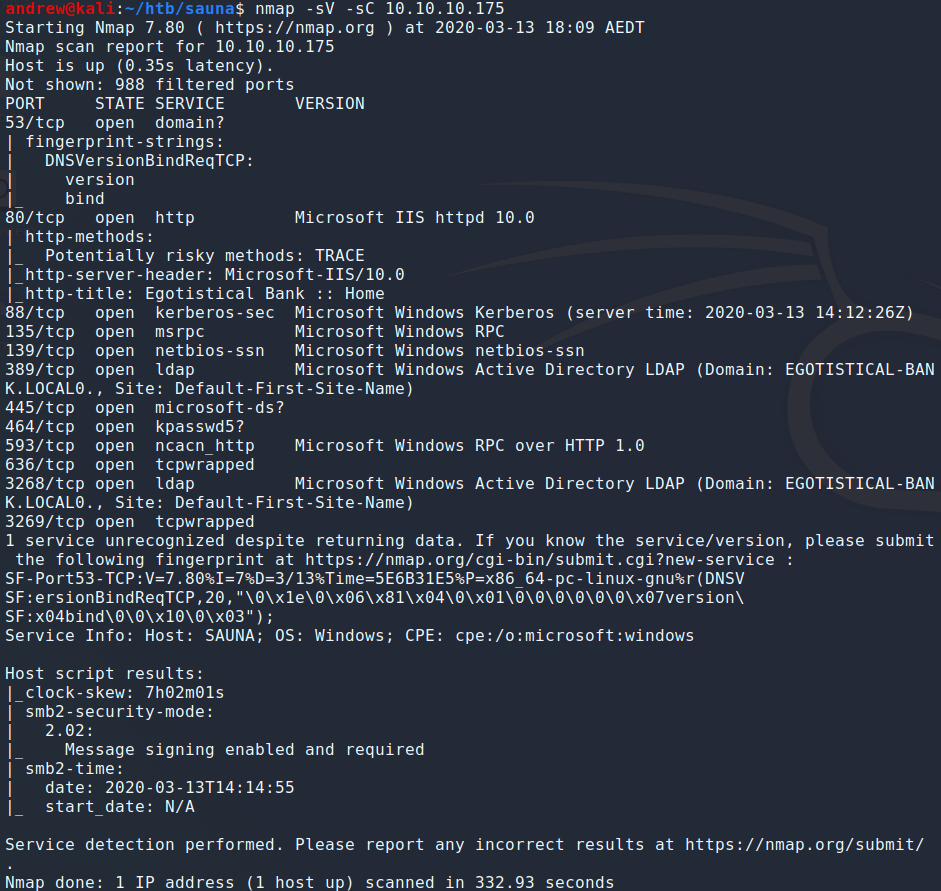 andrew@kali:~/htb/sauna$ nmap -sV -sC 10.10.10.175
Starting Nmap 7.80 ( https://nmap.org ) at 2020-03-13 18:09 AEDT
Nmap scan report for 10.10.10.175
Host is up (0.35s latency).
Not shown: 988 filtered ports
PORT     STATE SERVICE       VERSION
53/tcp   open  domain?
| fingerprint-strings:
|   DNSVersionBindReqTCP:
|     version
|_    bind
80/tcp   open  http          Microsoft IIS httpd 10.0
| http-methods:
|_  Potentially risky methods: TRACE
|_http-server-header: Microsoft-IIS/10.0
|_http-title: Egotistical Bank :: Home
88/tcp   open  kerberos-sec  Microsoft Windows Kerberos (server time: 2020-03-13 14:12:26Z)
135/tcp  open  msrpc         Microsoft Windows RPC
139/tcp  open  netbios-ssn   Microsoft Windows netbios-ssn
389/tcp  open  ldap          Microsoft Windows Active Directory LDAP (Domain: EGOTISTICAL-BAN
K.LOCAL0., Site: Default-First-Site-Name)
445/tcp  open  microsoft-ds?
464/tcp  open  kpasswd5?
593/tcp  open  ncacn_http    Microsoft Windows RPC over HTTP 1.0
636/tcp  open  tcpwrapped
3268/tcp open  ldap          Microsoft Windows Active Directory LDAP (Domain: EGOTISTICAL-BAN
K.LOCAL0., Site: Default-First-Site-Name)
3269/tcp open  tcpwrapped
1 service unrecognized despite returning data. If you know the service/version, please submit
 the following fingerprint at https://nmap.org/cgi-bin/submit.cgi?new-service :
SF-Port53-TCP:V=7.80%I=7%D=3/13%Time=5E6B31E5%P=x86_64-pc-linux-gnu%r(DNSV
SF:ersionBindReqTCP,20,"\0\x1e\0\x06\x81\x04\0\x01\0\0\0\0\0\0\x07version\
SF:x04bind\0\0\x10\0\x03");
Service Info: Host: SAUNA; OS: Windows; CPE: cpe:/o:microsoft:windows

Host script results:
|_clock-skew: 7h02m01s
| smb2-security-mode:
|   2.02:
|_    Message signing enabled and required
| smb2-time:
|   date: 2020-03-13T14:14:55
|_  start_date: N/A

Service detection performed. Please report any incorrect results at https://nmap.org/submit/
.
Nmap done: 1 IP address (1 host up) scanned in 332.93 seconds